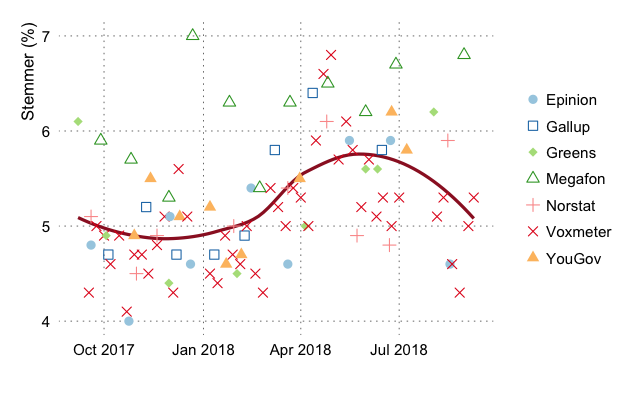 Stemmer (%)
7
6
5
4
Oct 2017 Jan 2018 Apr 2018 Jul 2018
Epinion
Gallup
Greens
Megafon
Norstat
Voxmeter
YouGov